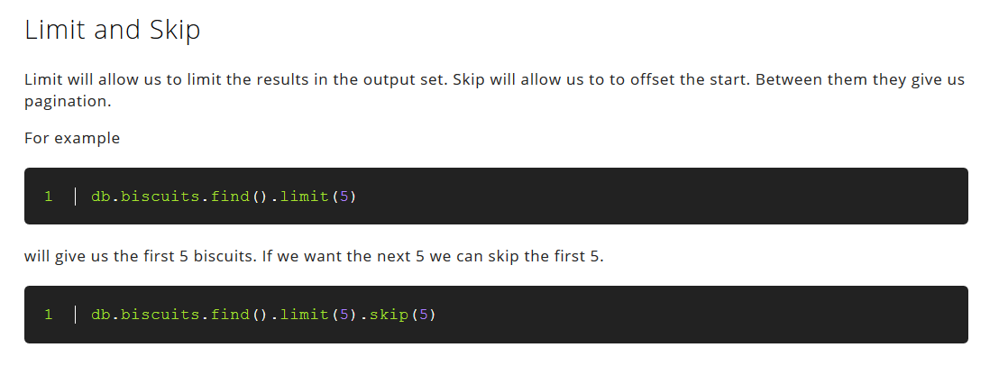 Limit and Skip
Limit will allow us to limit the results in the output set. Skip will allow us to to offset the start. Between them they give us
pagination.
For example
1 | db.biscuits.find().limit(5)
will give us the first 5 biscuits. If we want the next 5 we can skip the first 5.
1 | db.biscuits.find().limit(5).skip(5)